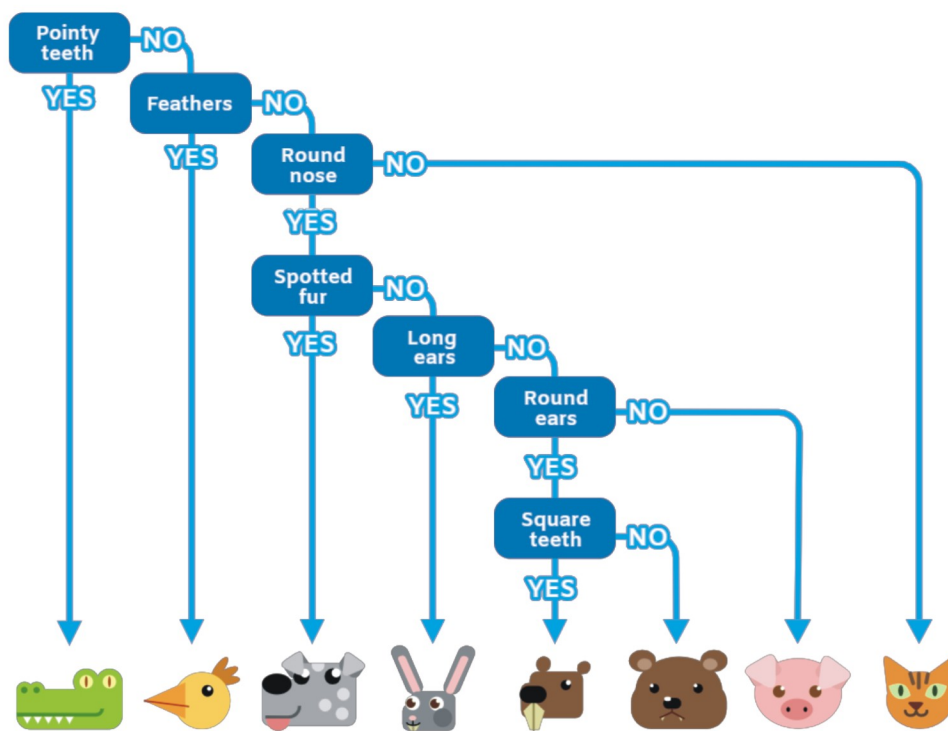 Pointy
teeth
NO
YES
Feathers
NO
YES
Round
nose
NO
YES
Spotted
fur
NO
YES
Long
ears
NO
YES
Round
ears
NO
YES
Square
teeth
NO
YES